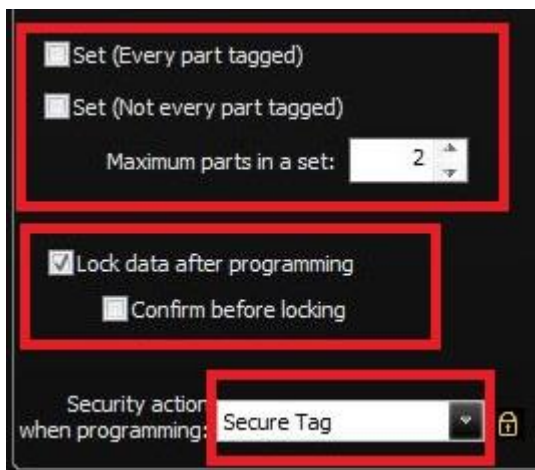 Set (Every part tagged)
Set (Not every part tagged)
Maximum parts in a set: 2
Lock data after programming
Confirm before locking
Security action
when programming: Secure Tag